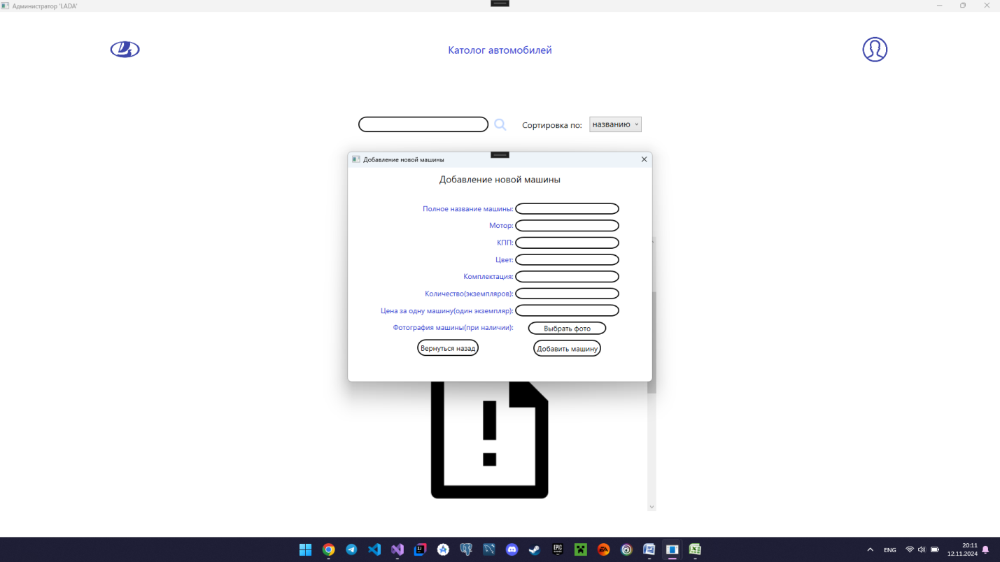 Администратор 'LADA'
Католог автомобилей
Сортировка по:
названию
Добавление новой машины
Добавление новой машины
Полное название машины:
Мотор:
КПП:
Цвет:
Комплектация:
Количество(экземпляров):
Цена за одну машину(один экземпляр):
Фотография машины(при наличии):
Выбрать фото
Вернуться назад
Добавить машину
EPIC
GAMES
ENG
20:11
12.11.2024